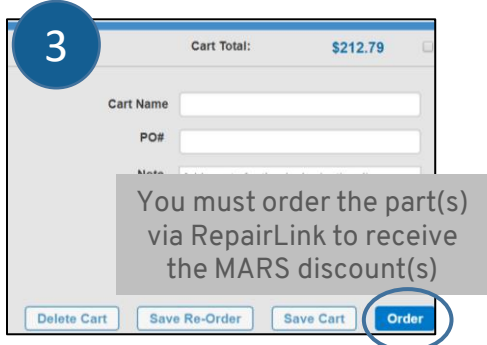 3
Cart Total: $212.79
Cart Name
PO#
Note
You must order the part(s)
via RepairLink to receive
the MARS discount(s)
Delete Cart Save Re-Order Save Cart Order